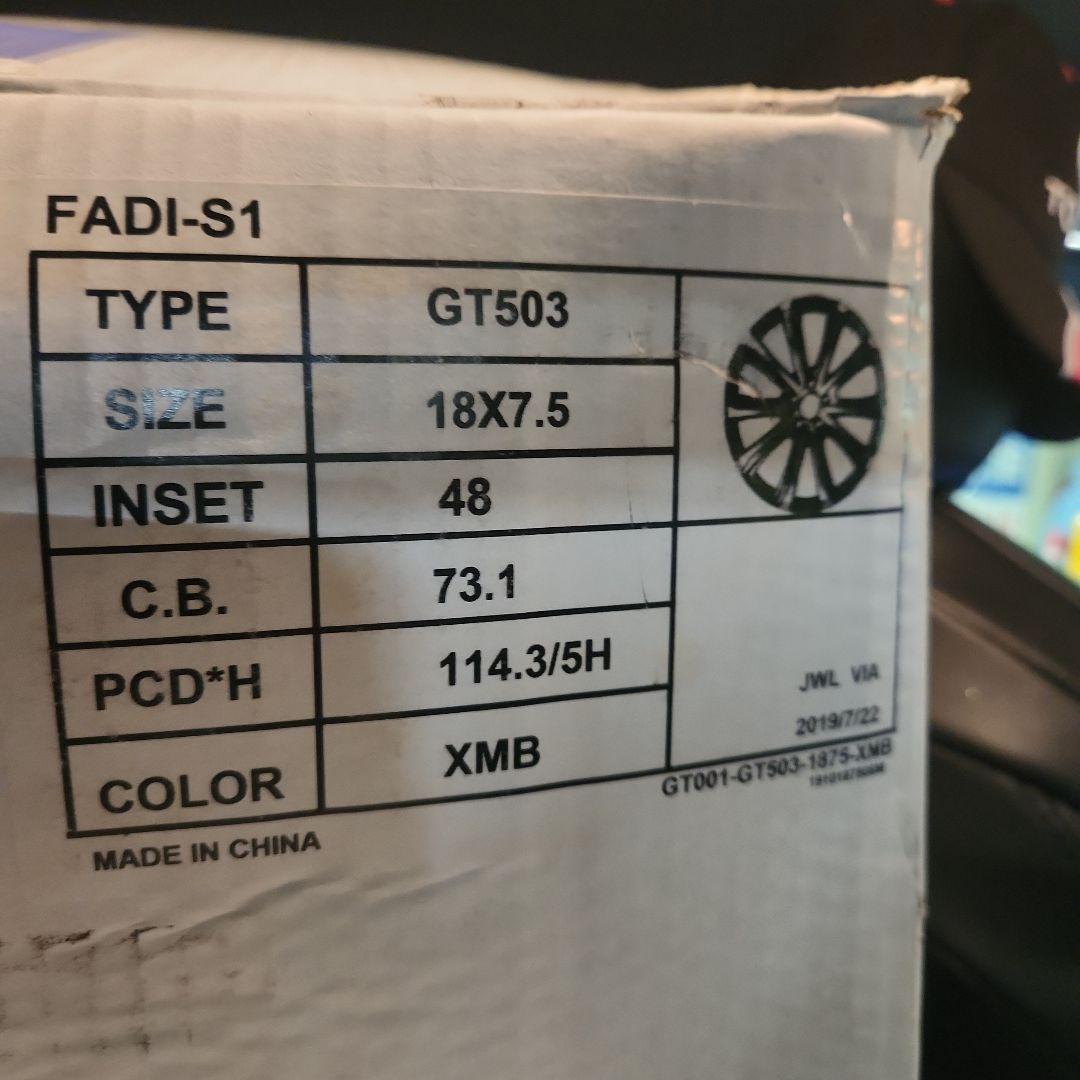 FADI-S1
TYPE GT503
SIZE 18X7.5
INSET 48
C.B. 73.1
PCD*H 114.3/5H
COLOR XMB
JWL VIA
2019/7/22
GT001-GT503-1875-XMB
MADE IN CHINA